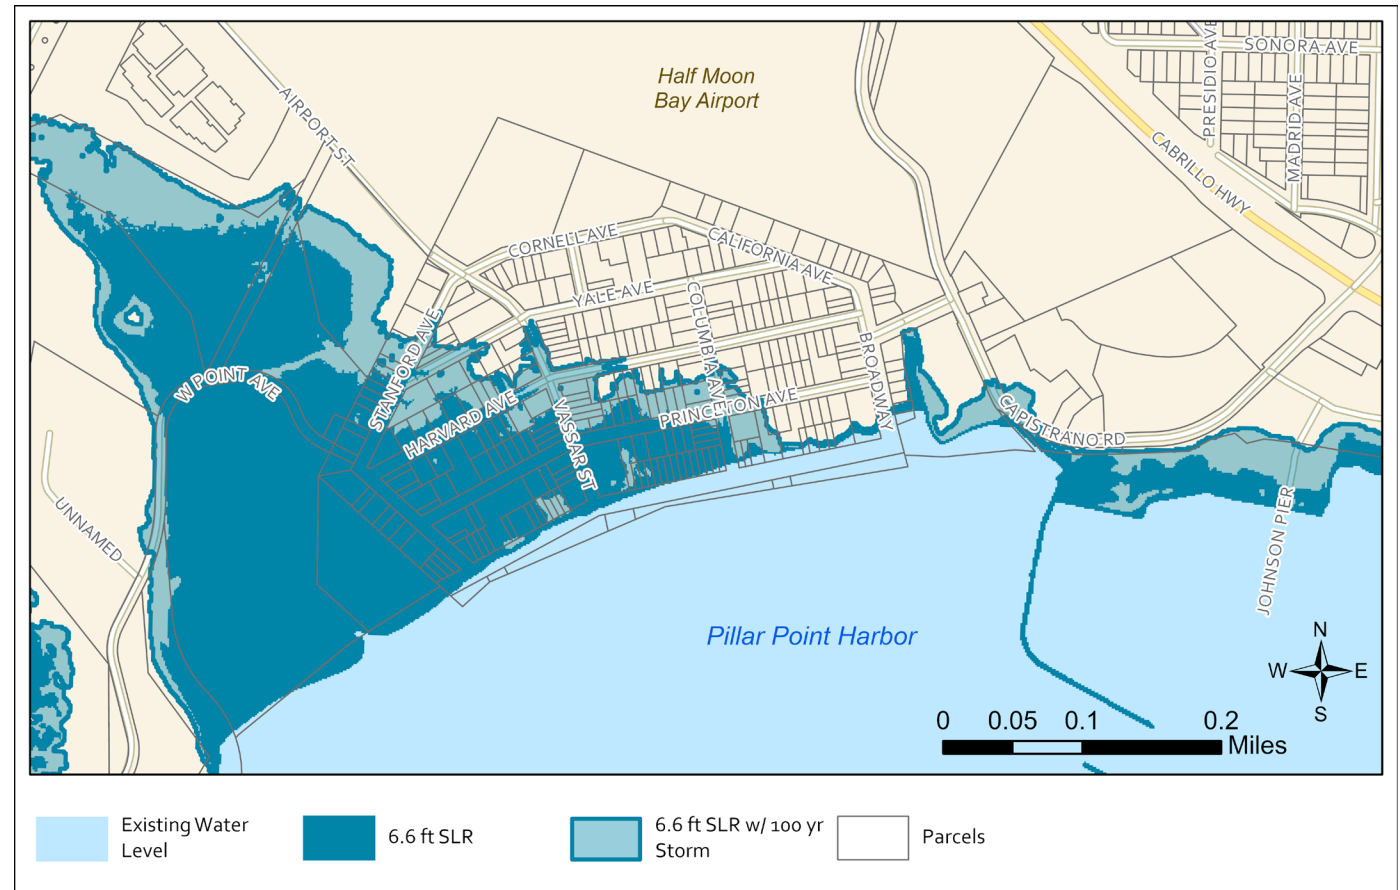 Half Moon
Bay Airport
SONORA AVE
PRESIDIO AVE
MADRID AVE
CABRILLO HWY
AIRPORT ST
CORNELL AVE
CALIFORNIA AVE
YALE AVE
COLUMBIA AVE
STANFORD AVE
BROADWAY
W POINT AVE
HARVARD AVE
VASSAR ST
PRINCETON AVE
CAPISTRANO RD
UNNAMED
JOHNSON PIER
Pillar Point Harbor
N
W E
S
0 0.05 0.1 0.2
Miles
Existing Water
Level
6.6 ft SLR
6.6 ft SLR w/ 100 yr
Storm
Parcels